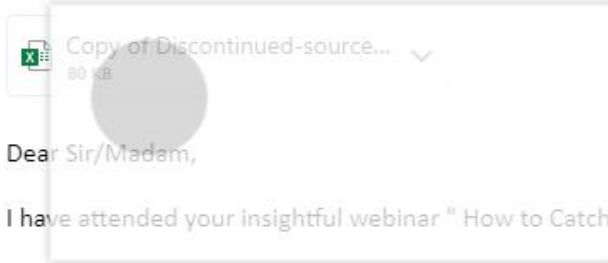 Copy of Discontinued-source...
80 KB
Dear Sir/Madam,
I have attended your insightful webinar " How to Catch